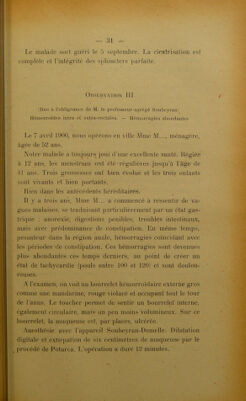 — 31 —
Le malade sort guéri le 5 septembre. La cicatrisation est
complète et l'intégrité des sphincters parfaite.
Observation III
(Due à l'obligeance de M. le professeur-agrégé Soubeyran)
Hémorroïdes intra et extra-rectales. — Hémorragies abondantes
Le 7 avril 1900, nous opérons en ville Mme M..., ménagère,
âgée de 52 ans.
Notre malade a toujours joui d'une excellente santé. Réglée
à 12 ans, les menstrues ont été régulières jusqu'à l'âge de
41 ans. Trois grossesses ont bien évolué et les trois enfants
sont vivants et bien portants.
Rien dans les antécédents héréditaires.
Il y a trois ans, Mme M... a commencé à ressentir de va-
gues malaises, se traduisant particulièrement par un état gas-
trique : anorexie, digestions pénibles, troubles intestinaux,
mais avec prédominance de constipation. En même temps,
pesanteur dans la région anale, hémorragies coïncidant avec
les périodes de constipation. Ces hémorragies sont devenues
plus abondantes ces temps derniers, au point de créer un
état de tachycardie (pouls entre 100 et 120) et sont doulou-
reuses.
A l'examen, on voit un bourrelet hémorroïdaire externe gros
comme une mandarine, rouge violacé et occupant tout le tour
de l'anus. Le toucher permet de sentir un bourrelet interne,
également circulaire, mais un peu moins volumineux. Sur ce
bourrelet, la muqueuse est, par places, ulcérée.
Anesthésie avec l'appareil Soubeyran-Demelle. Dilatation
digitale et extirpation de six centimètres de muqueuse par le
procédé de Potarca. L'opération a duré 12 minutes.